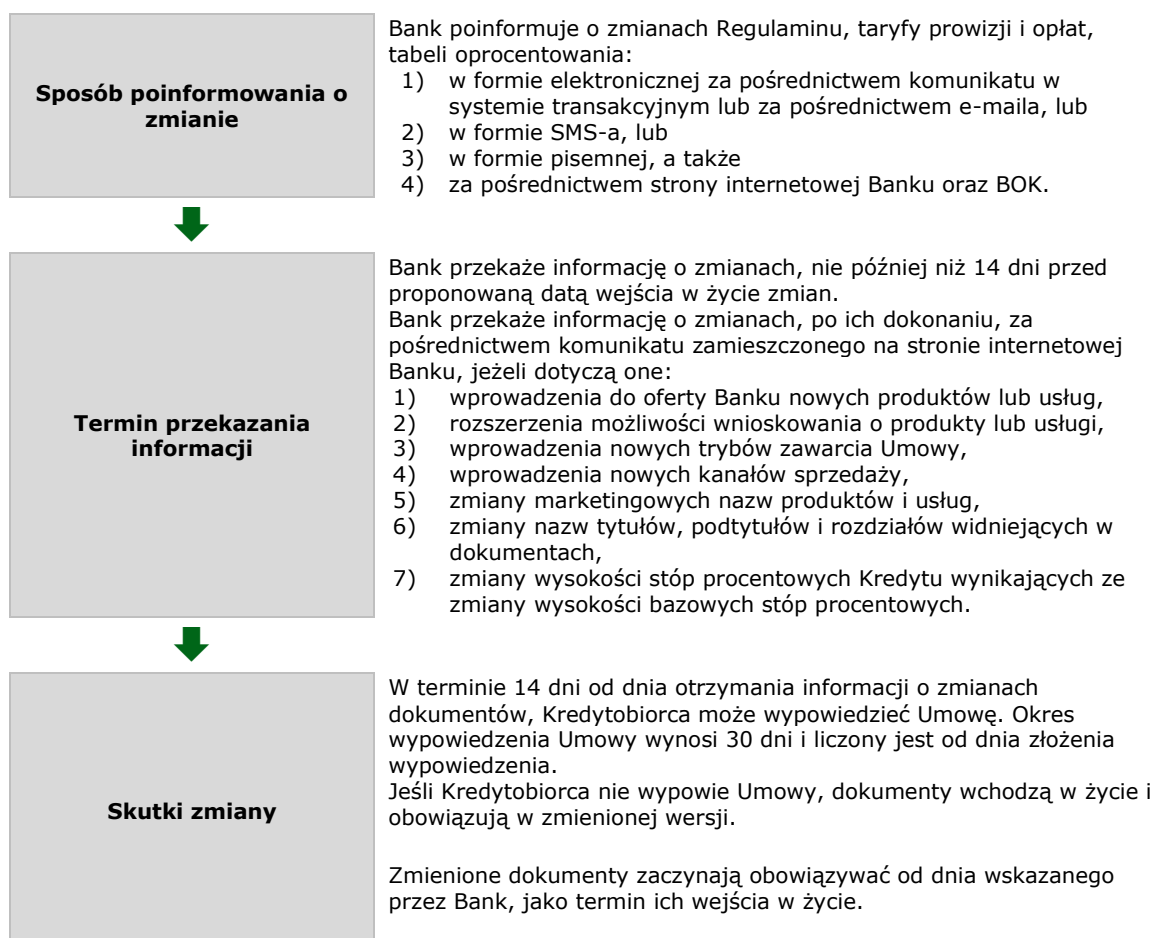 Sposób poinformowania o
zmianie
Bank poinformuje o zmianach Regulaminu, taryfy prowizji i opłat,
tabeli oprocentowania:
1) w formie elektronicznej za pośrednictwem komunikatu w
systemie transakcyjnym lub za pośrednictwem e-maila, lub
2) w formie SMS-a, lub
3) w formie pisemnej, a także
4) za pośrednictwem strony internetowej Banku oraz BOK.
Termin przekazania
informacji
Bank przekaże informację o zmianach, nie później niż 14 dni przed
proponowaną datą wejścia w życie zmian.
Bank przekaże informację o zmianach, po ich dokonaniu, za
pośrednictwem komunikatu zamieszczonego na stronie internetowej
Banku, jeżeli dotyczą one:
1) wprowadzenia do oferty Banku nowych produktów lub usług,
2) rozszerzenia możliwości wnioskowania o produkty lub usługi,
3) wprowadzenia nowych trybów zawarcia Umowy,
4) wprowadzenia nowych kanałów sprzedaży,
5) zmiany marketingowych nazw produktów i usług,
6) zmiany nazw tytułów, podtytułów i rozdziałów widniejących w
dokumentach,
7) zmiany wysokości stóp procentowych Kredytu wynikających ze
zmiany wysokości bazowych stóp procentowych.
Skutki zmiany
W terminie 14 dni od dnia otrzymania informacji o zmianach
dokumentów, Kredytobiorca może wypowiedzieć Umowę. Okres
wypowiedzenia Umowy wynosi 30 dni i liczony jest od dnia złożenia
wypowiedzenia.
Jeśli Kredytobiorca nie wypowie Umowy, dokumenty wchodzą w życie i
obowiązują w zmienionej wersji.
Zmienione dokumenty zaczynają obowiązywać od dnia wskazanego
przez Bank, jako termin ich wejścia w życie.